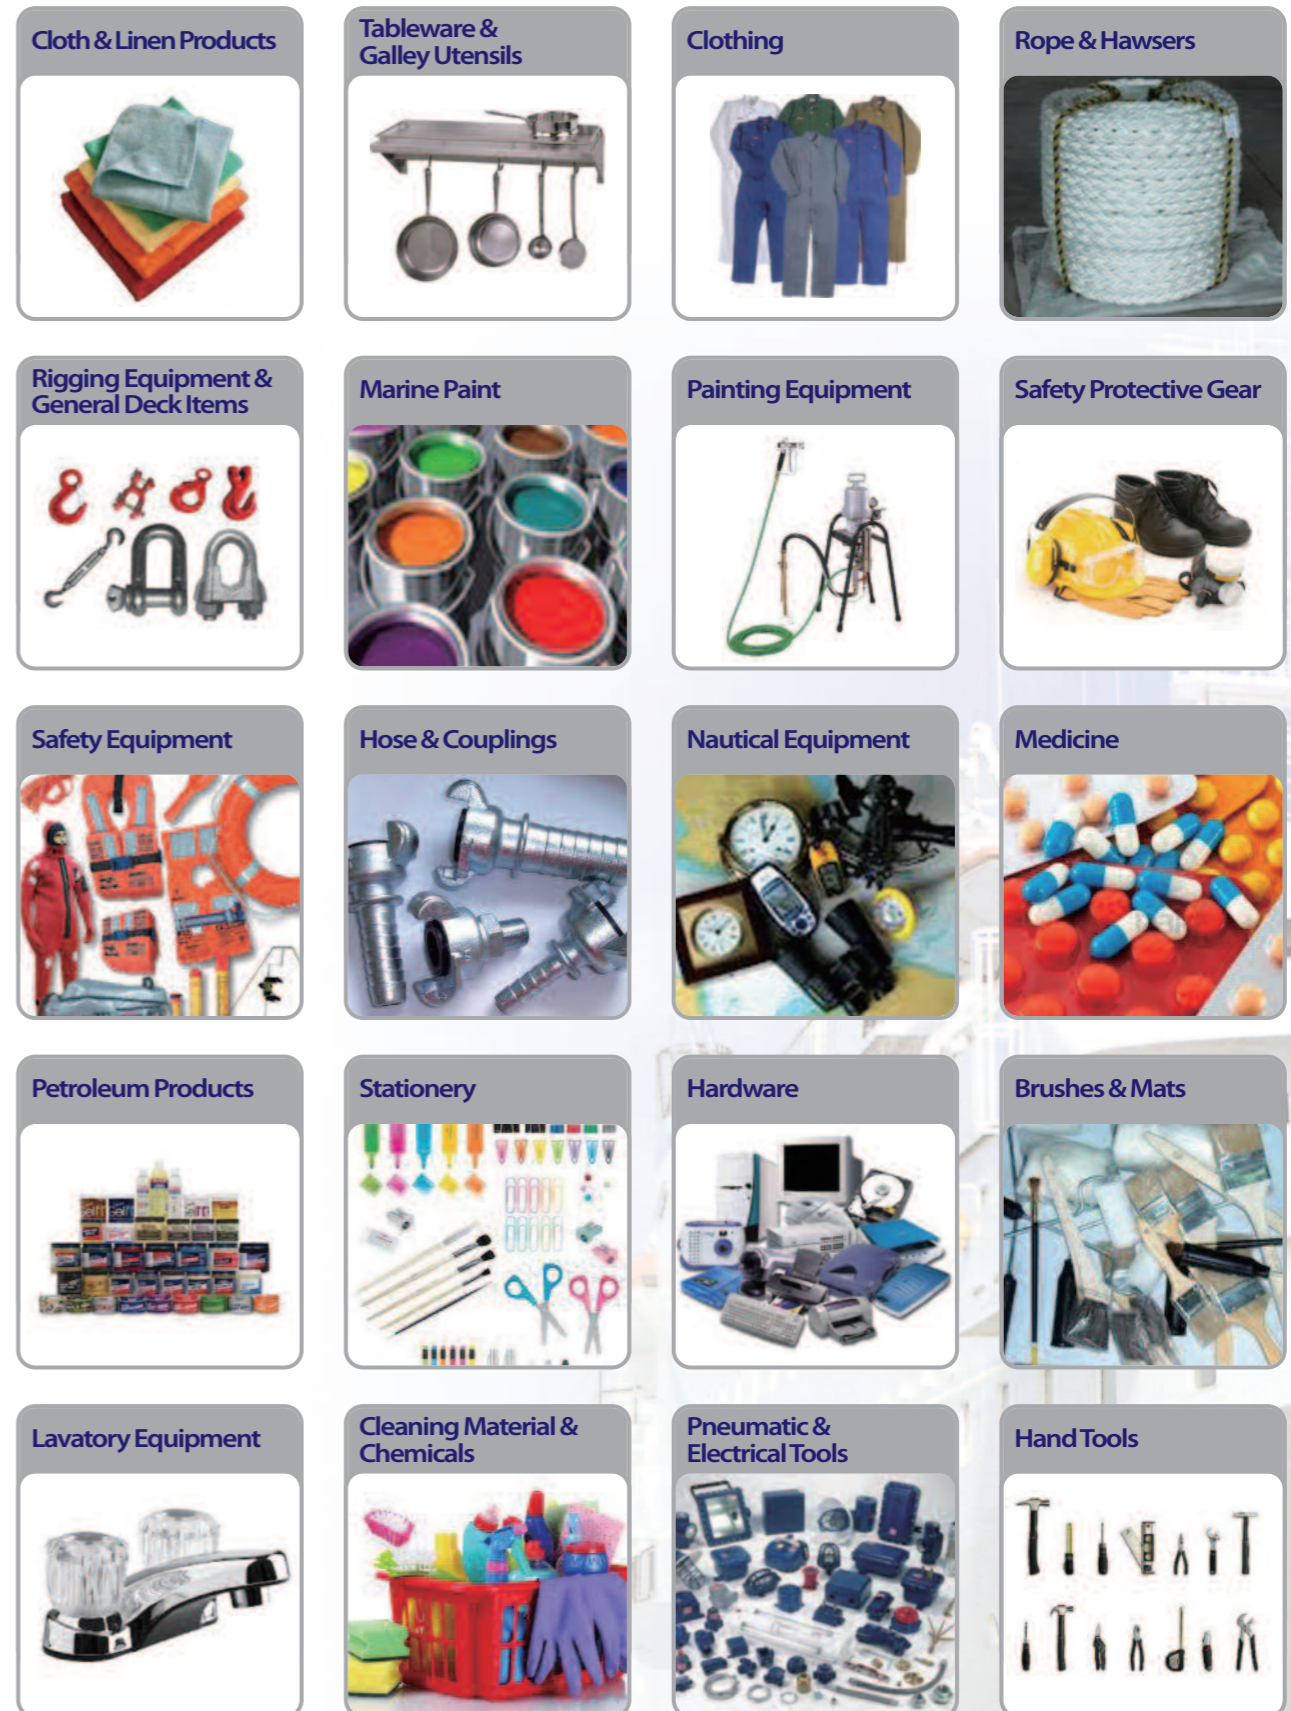 Cloth & Linen Products
Tableware &
Galley Utensils
Clothing
Rope & Hawsers
Rigging Equipment &
General Deck Items
Marine Paint
Painting Equipment
Safety Protective Gear
Safety Equipment
Hose & Couplings
Nautical Equipment
Medicine
Petroleum Products
Stationery
Hardware
Brushes & Mats
Lavatory Equipment
Cleaning Material &
Chemicals
Pneumatic &
Electrical Tools
Hand Tools